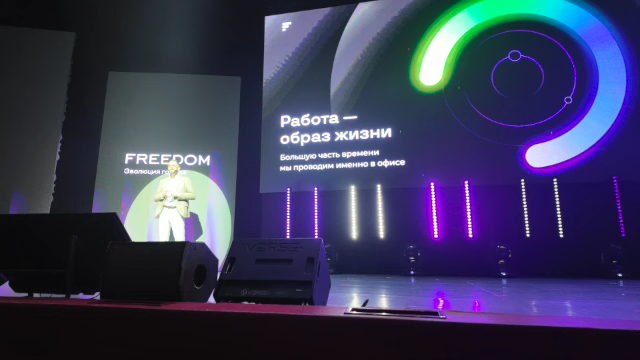 FREEDOM
Эволюция
Работа —
образ жизни
Большую часть времени
мы проводим именно в офисе